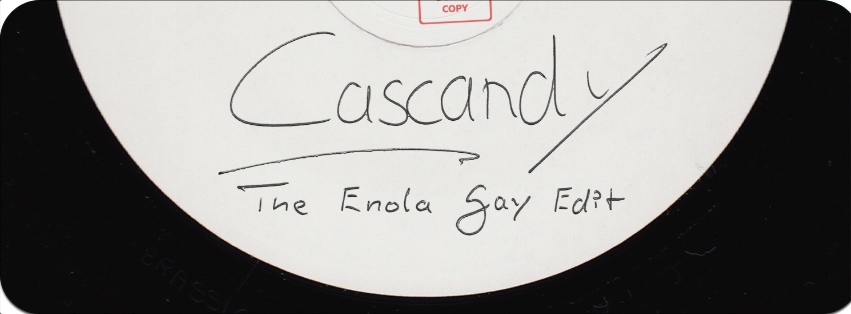 COPY
Cascandy
The Enola Gay Edit